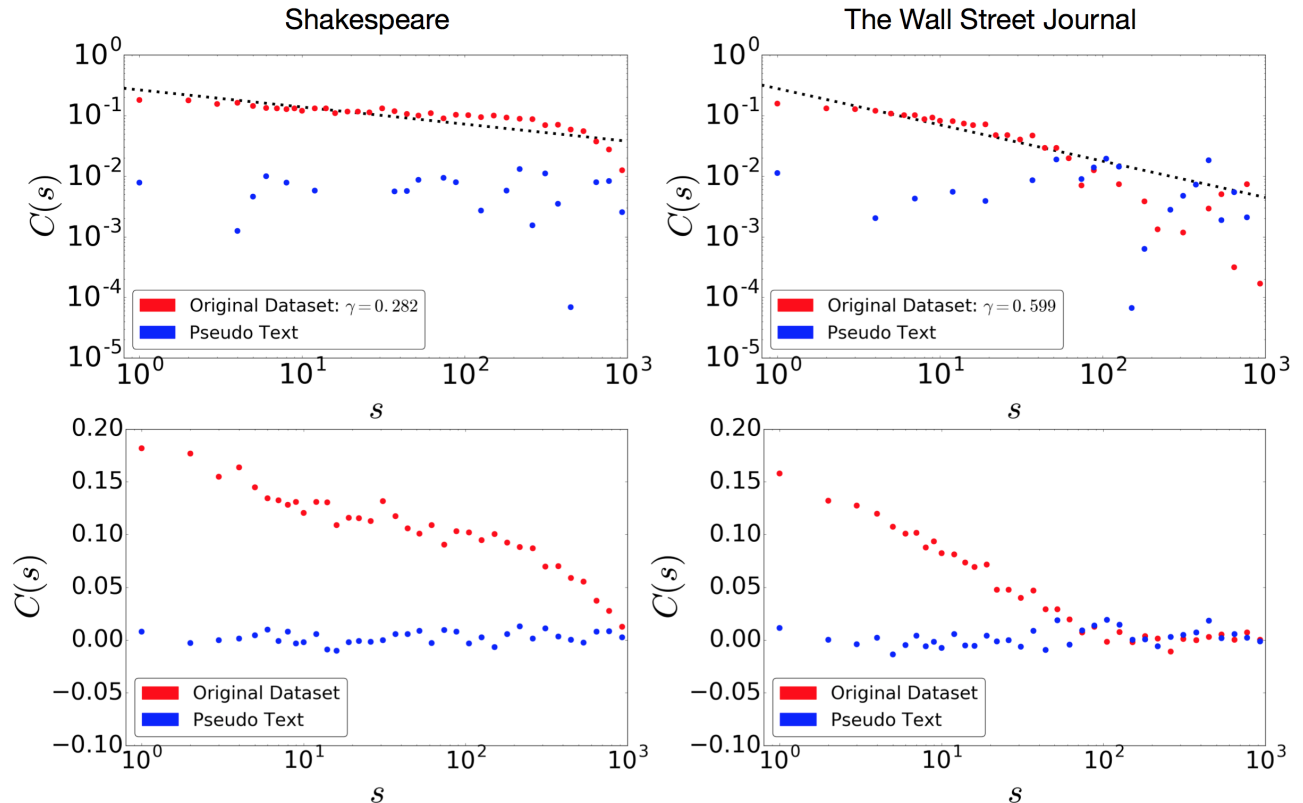 Shakespeare
10^0
10^-1
10^-2
10^-3
10^-4
10^-5
C(s)
Original Dataset: γ = 0.282
Pseudo Text
10^0
10^1
10^2
10^3
s
The Wall Street Journal
10^0
10^-1
10^-2
10^-3
10^-4
10^-5
C(s)
Original Dataset: γ = 0.599
Pseudo Text
10^0
10^1
10^2
10^3
s
0.20
0.15
0.10
0.05
0.00
−0.05
−0.10
C(s)
Original Dataset
Pseudo Text
10^0
10^1
10^2
10^3
s
0.20
0.15
0.10
0.05
0.00
−0.05
−0.10
C(s)
Original Dataset
Pseudo Text
10^0
10^1
10^2
10^3
s